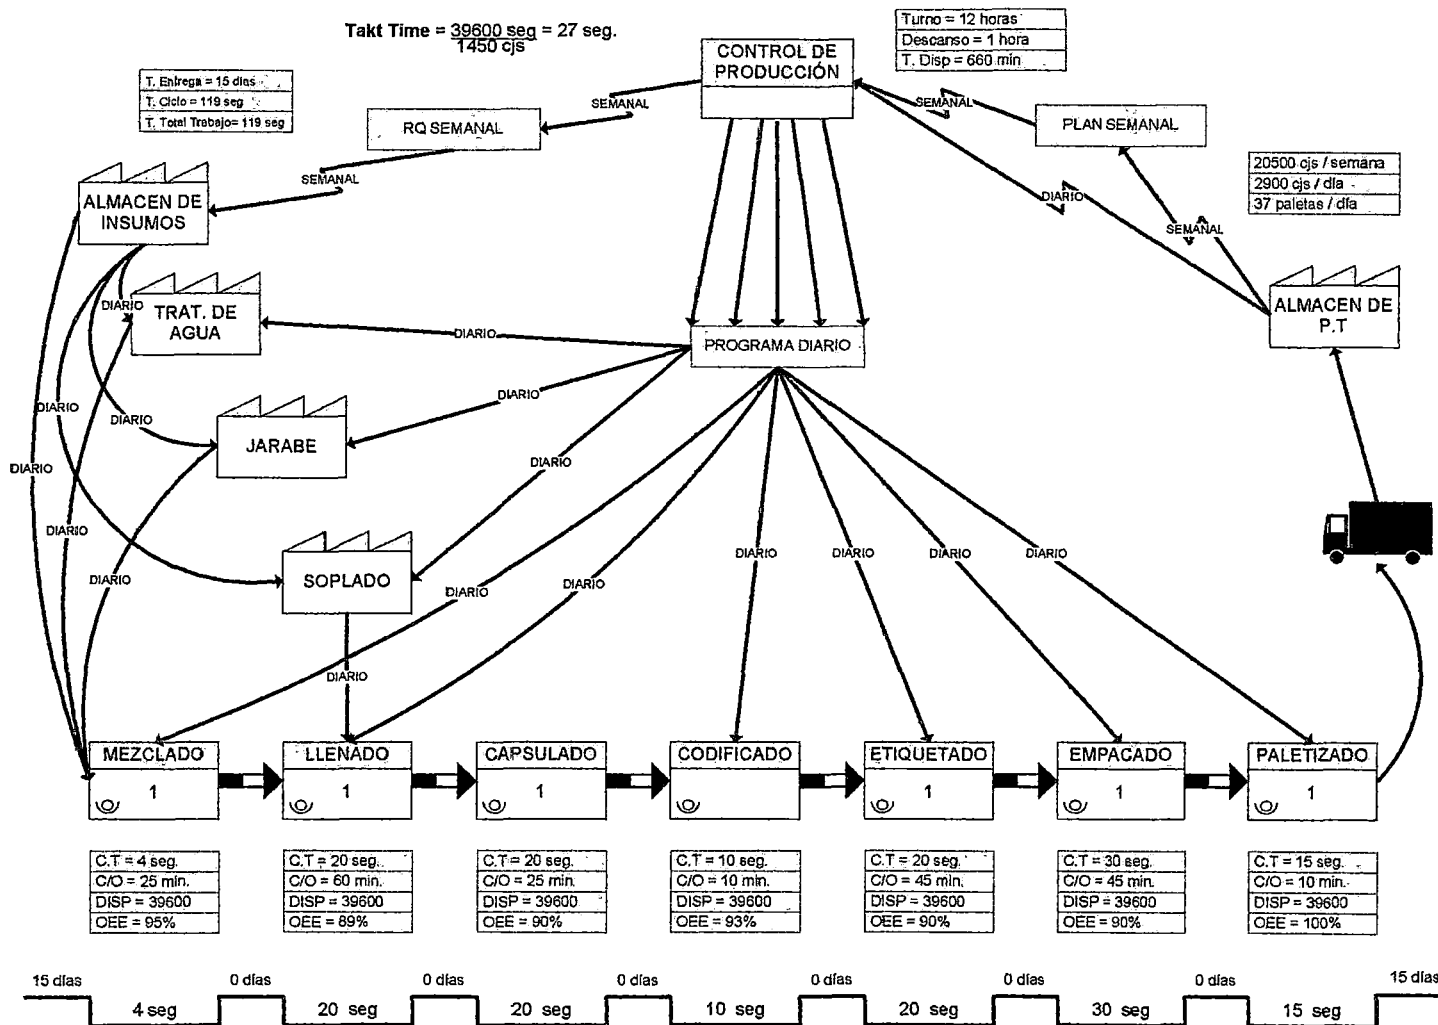 Takt Time = 39600 seg = 27 seg.
1450 cjs
Turno = 12 horas
Descanso = 1 hora
T. Disp = 660 min
CONTROL DE
PRODUCCIÓN
T. Entrega = 15 dias
T. Ciclo = 119 seg
T. Total Trabajo= 119 seg
SEMANAL
RQ SEMANAL
SEMANAL
PLAN SEMANAL
SEMANAL
20500 cjs / semana
2900 cjs / día
37 paletas / día
ALMACEN DE
INSUMOS
DIARIO
SEMANAL
ALMACEN DE
P.T
DIARIO
TRAT. DE
AGUA
DIARIO
PROGRAMA DIARIO
DIARIO
DIARIO
DIARIO
JARABE
DIARIO
DIARIO
DIARIO
DIARIO
DIARIO
DIARIO
DIARIO
DIARIO
SOPLADO
DIARIO
DIARIO
DIARIO
DIARIO
MEZCLADO
LLENADO
CAPSULADO
CODIFICADO
ETIQUETADO
EMPACADO
PALETIZADO
1
1
1
1
1
1
C.T = 4 seg.
C/O = 25 min.
DISP = 39600
OEE = 95%
C.T = 20 seg.
C/O = 60 min.
DISP = 39600
OEE = 89%
C.T = 20 seg.
C/O = 25 min.
DISP = 39600
OEE = 90%
C.T = 10 seg.
C/O = 10 min.
DISP = 39600
OEE = 93%
C.T = 20 seg.
C/O = 45 min.
DISP = 39600
OEE = 90%
C.T = 30 seg.
C/O = 45 min.
DISP = 39600
OEE = 90%
C.T = 15 seg.
C/O = 10 min.
DISP = 39600
OEE = 100%
15 días
0 días
0 días
0 días
0 días
0 días
0 días
15 días
4 seg
20 seg
20 seg
10 seg
20 seg
30 seg
15 seg